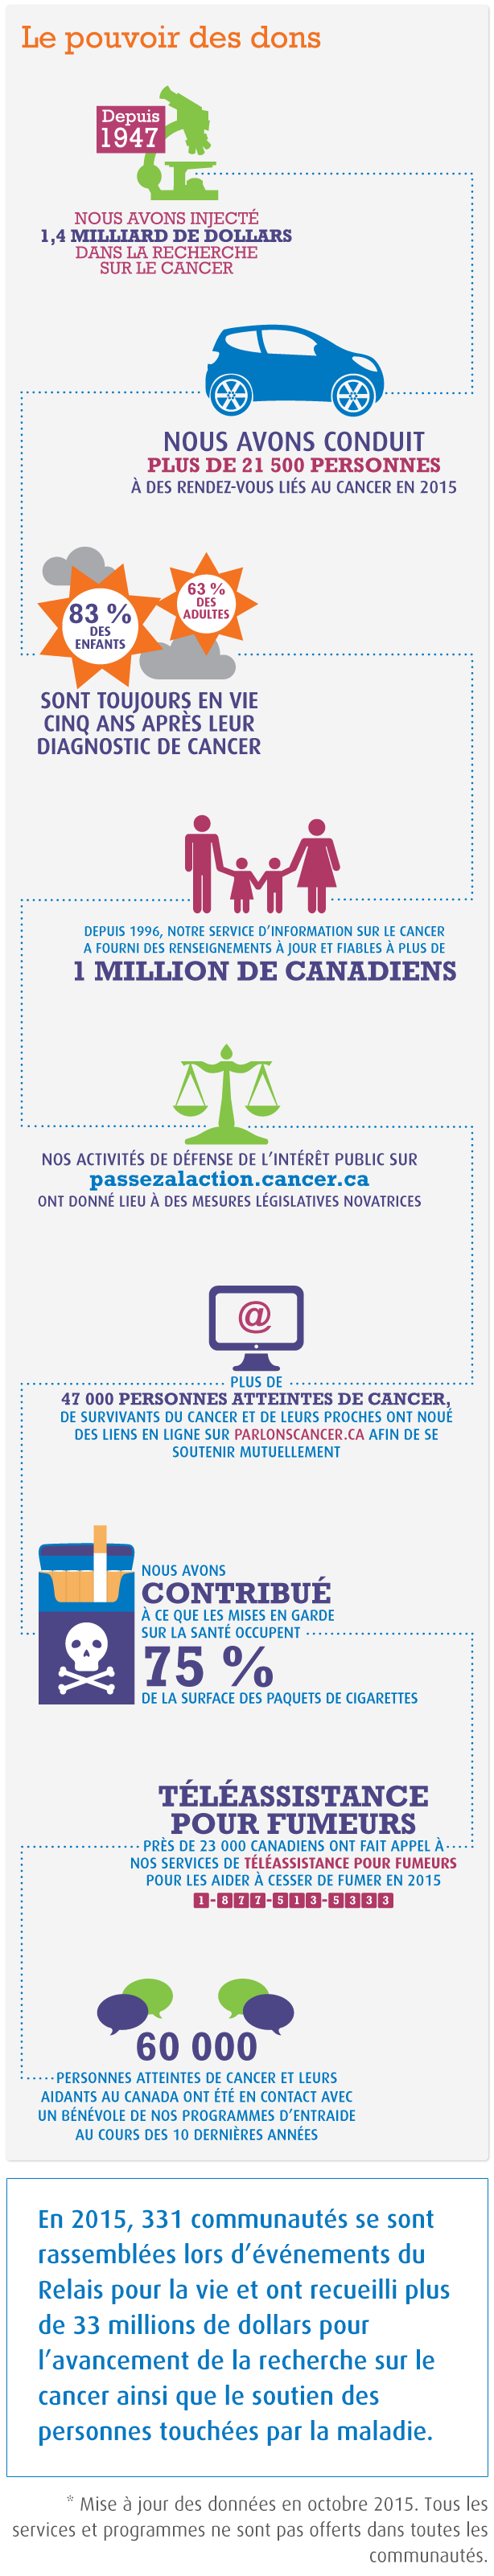 Le pouvoir des dons
Depuis
1947
NOUS AVONS INJECTÉ
1,4 MILLIARD DE DOLLARS
DANS LA RECHERCHE
SUR LE CANCER
NOUS AVONS CONDUIT
PLUS DE 21 500 PERSONNES
À DES RENDEZ-VOUS LIÉS AU CANCER EN 2015
83 %
DES
ENFANTS
63 %
DES
ADULTES
SONT TOUJOURS EN VIE
CINQ ANS APRÈS LEUR
DIAGNOSTIC DE CANCER
DEPUIS 1996, NOTRE SERVICE D'INFORMATION SUR LE CANCER
A FOURNI DES RENSEIGNEMENTS À JOUR ET FIABLES À PLUS DE
1 MILLION DE CANADIENS
NOS ACTIVITÉS DE DÉFENSE DE L'INTÉRÊT PUBLIC SUR
passezalaction.cancer.ca
ONT DONNÉ LIEU À DES MESURES LÉGISLATIVES NOVATRICES
@
PLUS DE
47 000 PERSONNES ATTEINTES DE CANCER,
DE SURVIVANTS DU CANCER ET DE LEURS PROCHES ONT NOUÉ
DES LIENS EN LIGNE SUR PARLONSCANCER.CA AFIN DE SE
SOUTENIR MUTUELLEMENT
NOUS AVONS
CONTRIBUÉ
À CE QUE LES MISES EN GARDE
SUR LA SANTÉ OCCUPENT
75 %
DE LA SURFACE DES PAQUETS DE CIGARETTES
TÉLÉASSISTANCE
POUR FUMEURS
PRÈS DE 23 000 CANADIENS ONT FAIT APPEL À
NOS SERVICES DE TÉLÉASSISTANCE POUR FUMEURS
POUR LES AIDER À CESSER DE FUMER EN 2015
1-877-513-5333
60 000
PERSONNES ATTEINTES DE CANCER ET LEURS
AIDANTS AU CANADA ONT ÉTÉ EN CONTACT AVEC
UN BÉNÉVOLE DE NOS PROGRAMMES D'ENTRAIDE
AU COURS DES 10 DERNIÈRES ANNÉES
En 2015, 331 communautés se sont
rassemblées lors d'événements du
Relais pour la vie et ont recueilli plus
de 33 millions de dollars pour
l'avancement de la recherche sur le
cancer ainsi que le soutien des
personnes touchées par la maladie.
* Mise à jour des données en octobre 2015. Tous les
services et programmes ne sont pas offerts dans toutes les
communautés.